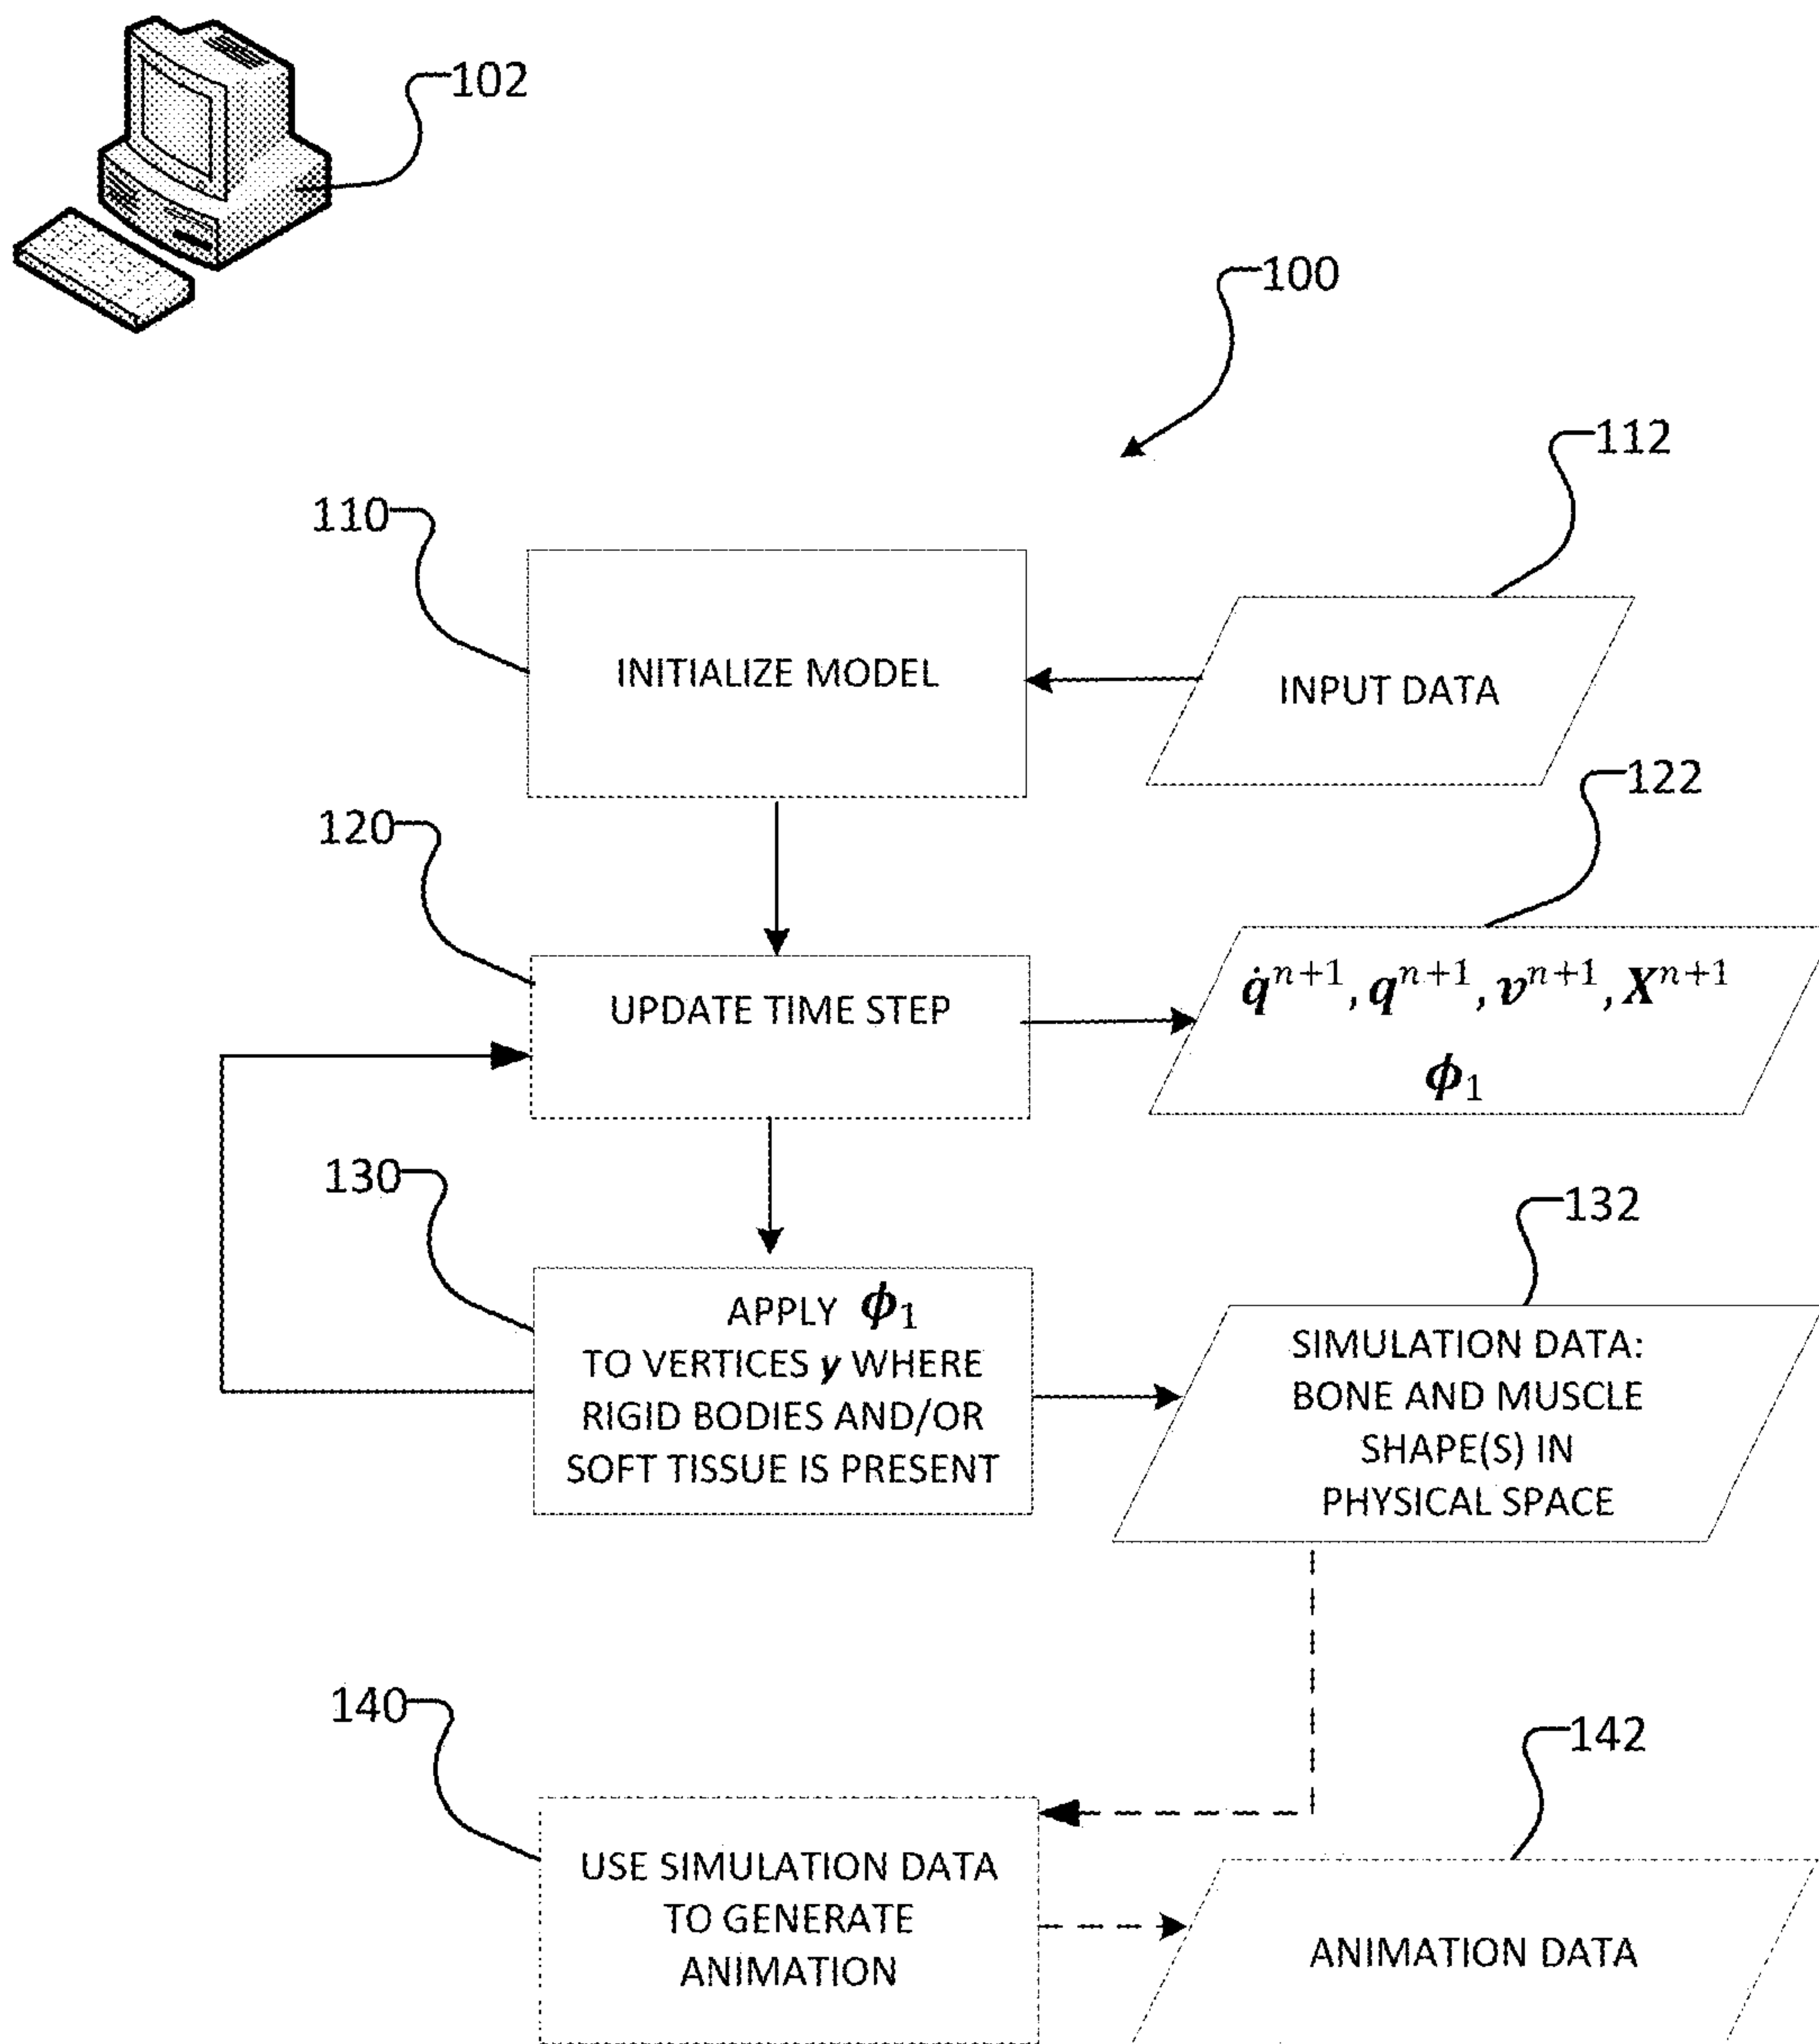 102
100
112
110
INITIALIZE MODEL
INPUT DATA
122
120
UPDATE TIME STEP
q̇ⁿ⁺¹, qⁿ⁺¹, vⁿ⁺¹, Xⁿ⁺¹
ϕ₁
130
132
APPLY ϕ₁
TO VERTICES y WHERE
RIGID BODIES AND/OR
SOFT TISSUE IS PRESENT
SIMULATION DATA:
BONE AND MUSCLE
SHAPE(S) IN
PHYSICAL SPACE
140
142
USE SIMULATION DATA
TO GENERATE
ANIMATION
ANIMATION DATA